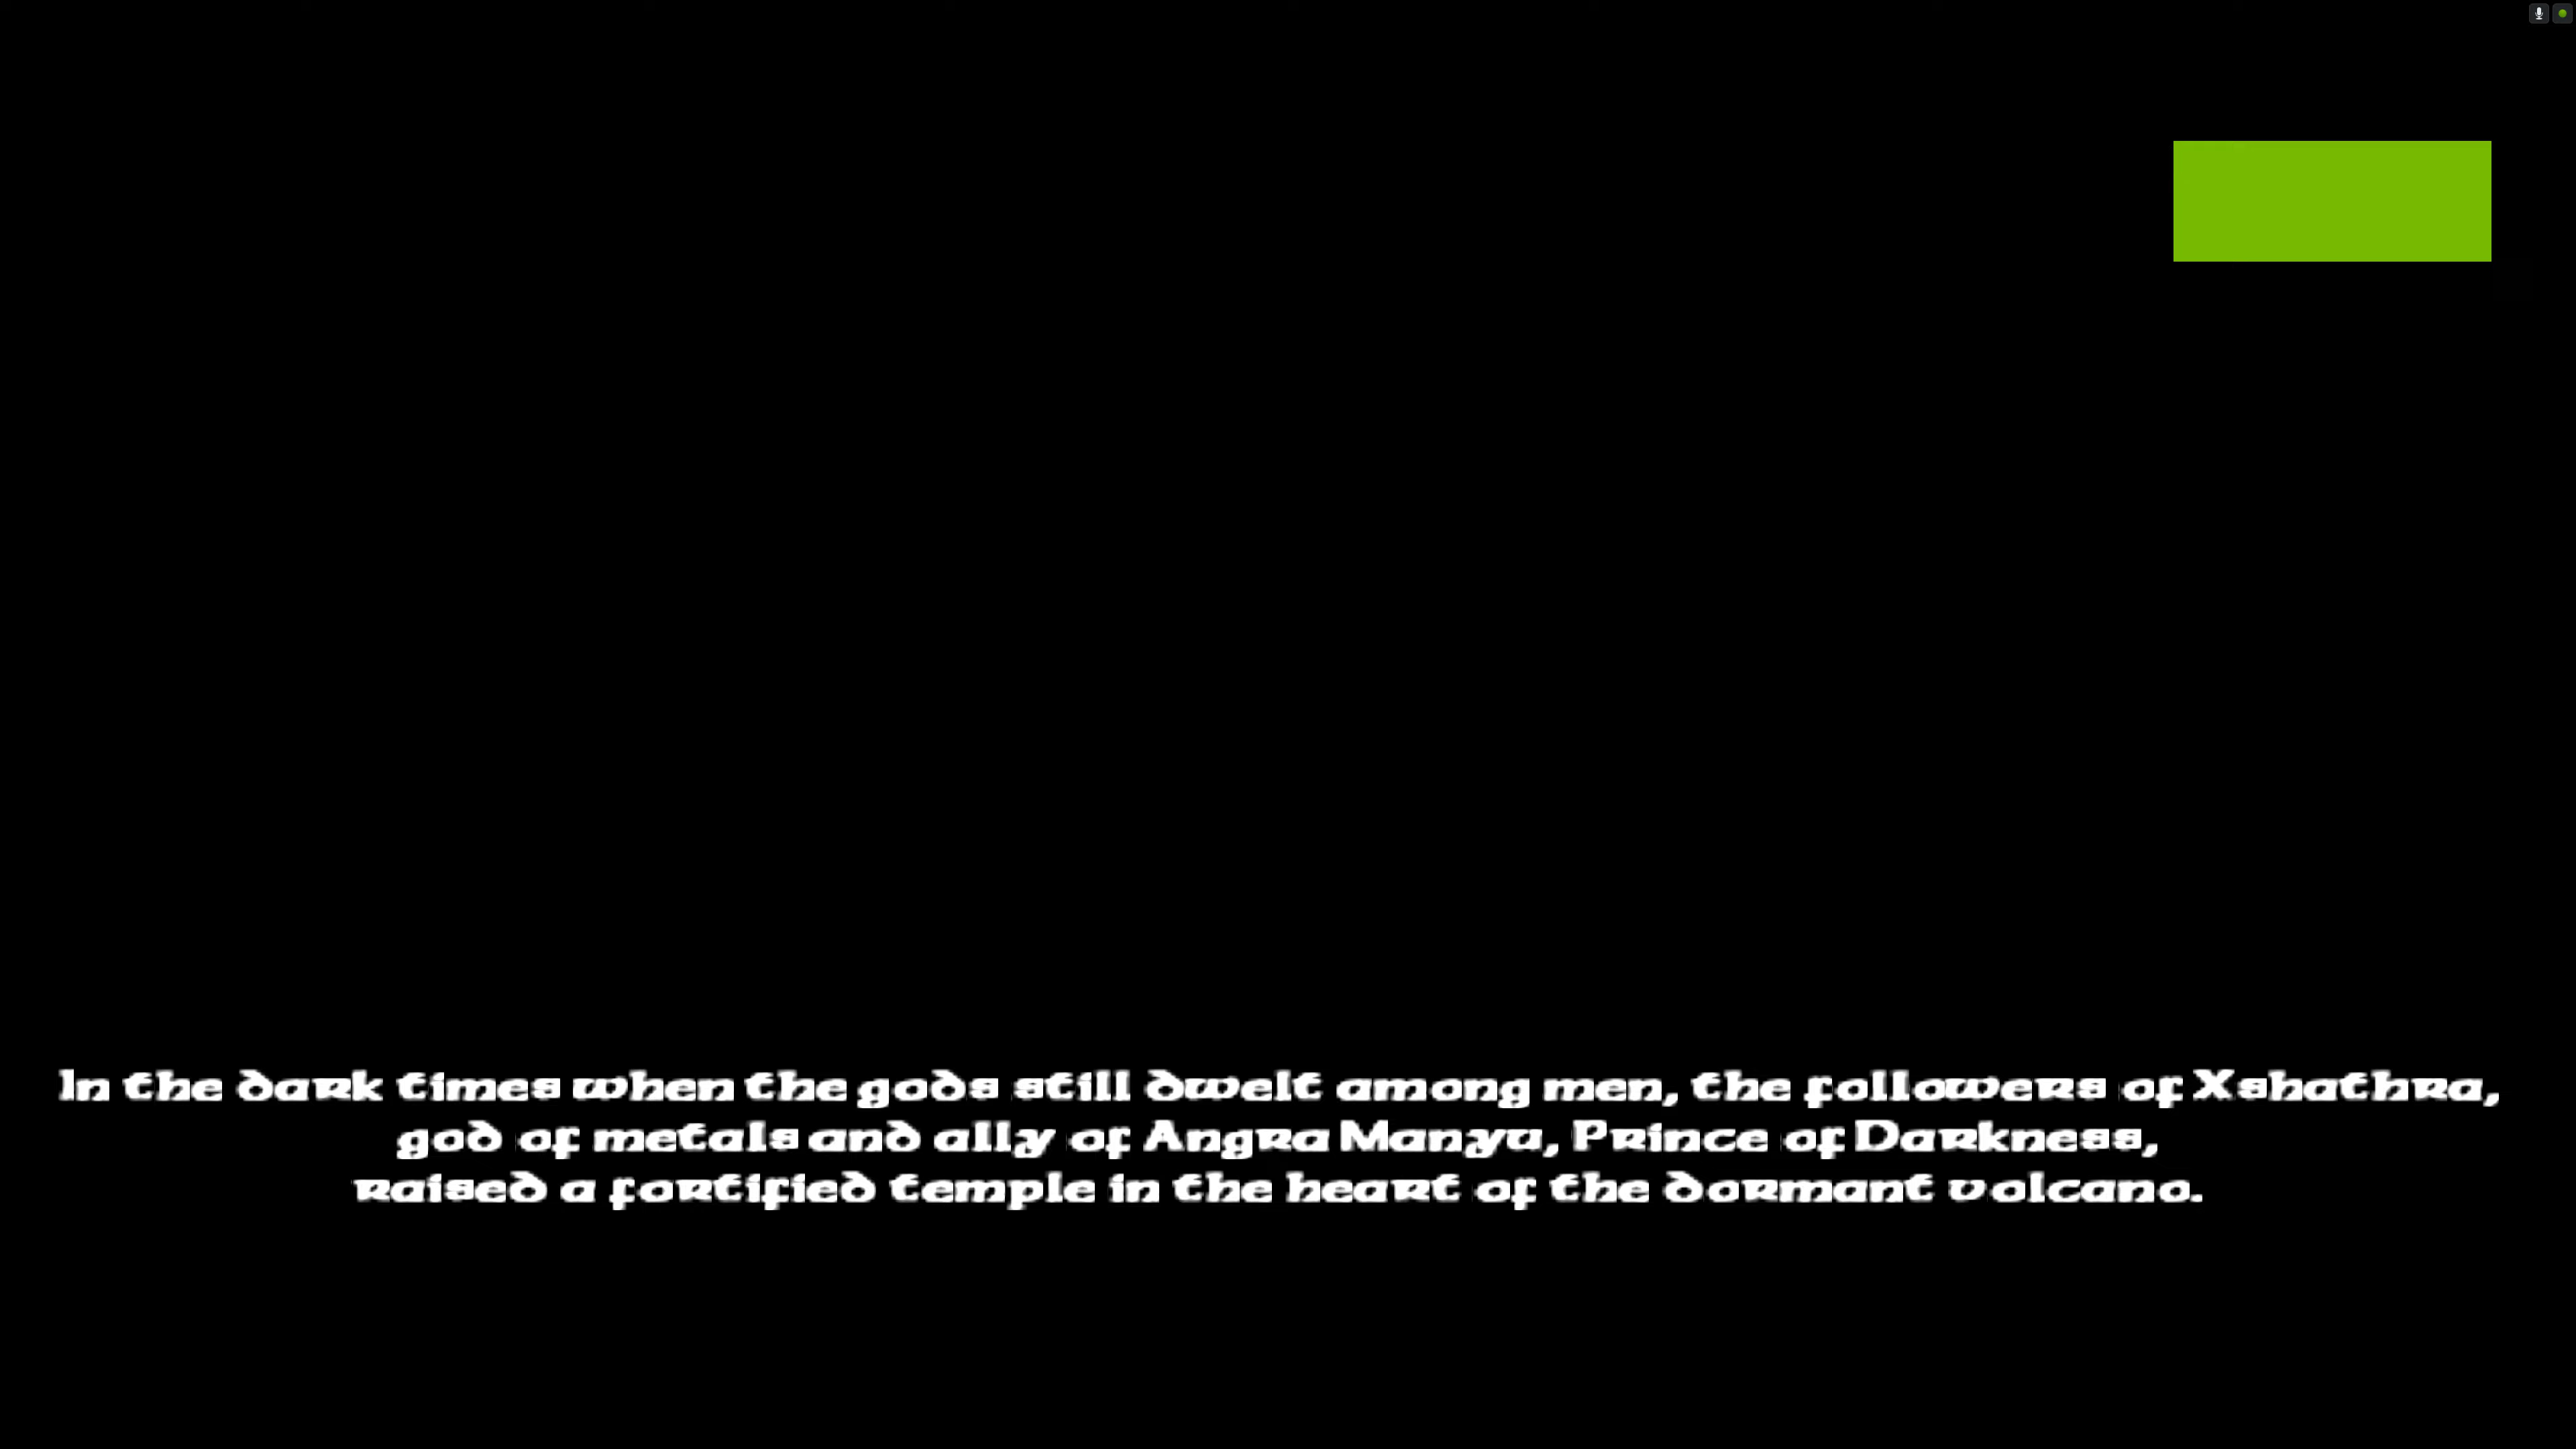 In the dark times when the gods still dwelt among men, the followers of Xshathra,
god of metals and ally of Angra Manyu, Prince of Darkness,
raised a fortified temple in the heart of the dormant volcano.